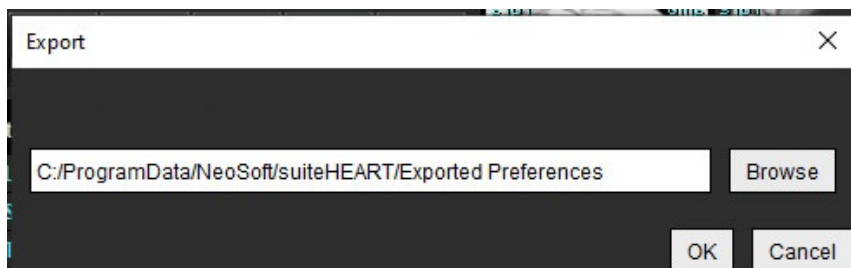 Export
C:/ProgramData/NeoSoft/suiteHEART/Exported Preferences
Browse
OK
Cancel